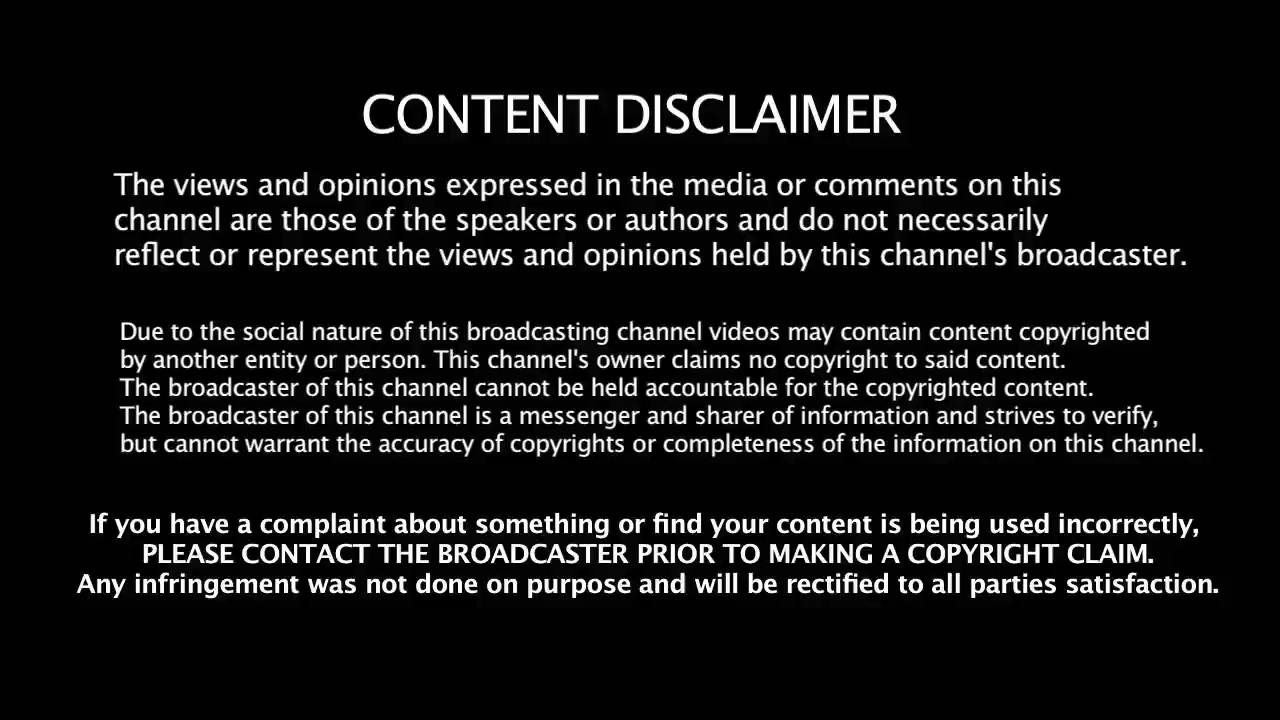 CONTENT DISCLAIMER
The views and opinions expressed in the media or comments on this
channel are those of the speakers or authors and do not necessarily
reflect or represent the views and opinions held by this channel's broadcaster.
Due to the social nature of this broadcasting channel videos may contain content copyrighted
by another entity or person. This channel's owner claims no copyright to said content.
The broadcaster of this channel cannot be held accountable for the copyrighted content.
The broadcaster of this channel is a messenger and sharer of information and strives to verify,
but cannot warrant the accuracy of copyrights or completeness of the information on this channel.
If you have a complaint about something or find your content is being used incorrectly,
PLEASE CONTACT THE BROADCASTER PRIOR TO MAKING A COPYRIGHT CLAIM.
Any infringement was not done on purpose and will be rectified to all parties satisfaction.